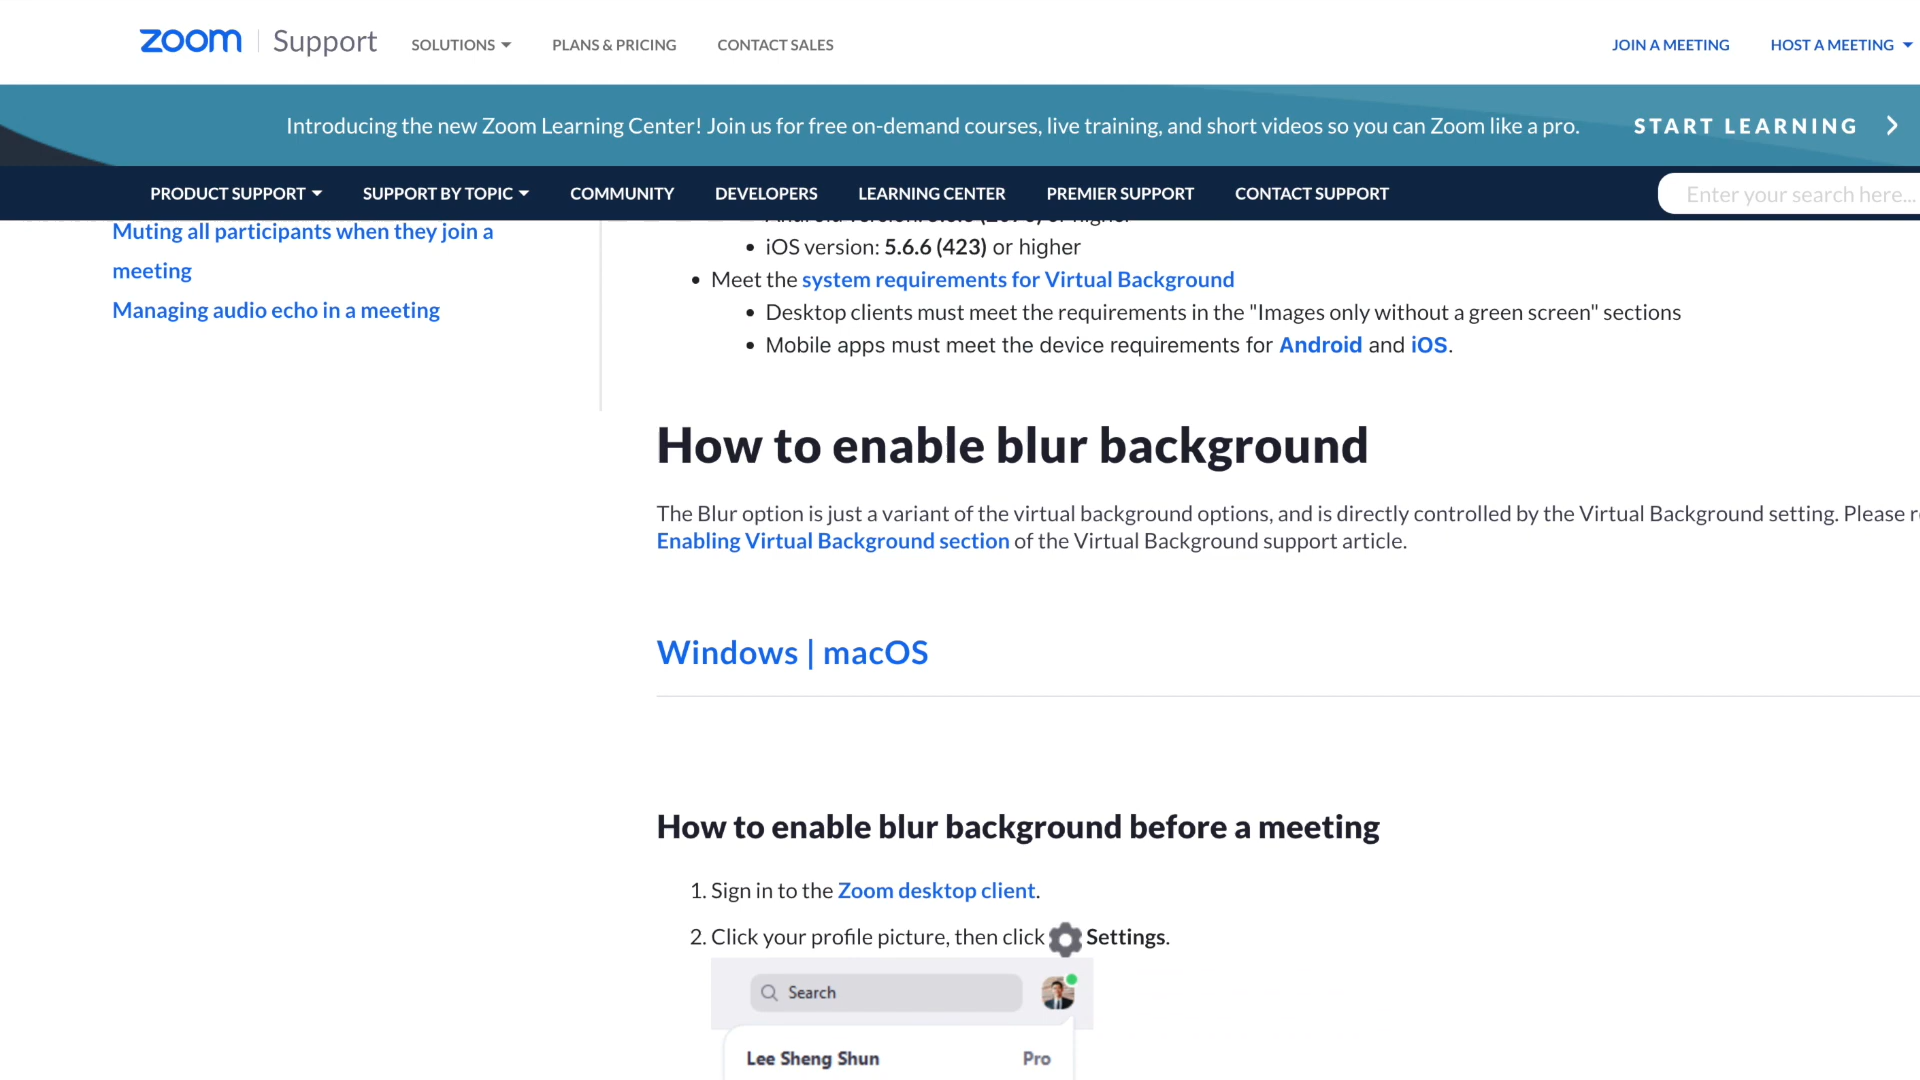 zoom Support SOLUTIONS PLANS & PRICING CONTACT SALES JOIN A MEETING HOST A MEETING
Introducing the new Zoom Learning Center! Join us for free on-demand courses, live training, and short videos so you can Zoom like a pro. START LEARNING
PRODUCT SUPPORT SUPPORT BY TOPIC COMMUNITY DEVELOPERS LEARNING CENTER PREMIER SUPPORT CONTACT SUPPORT Enter your search here...
Muting all participants when they join a
meeting
Managing audio echo in a meeting
• iOS version: 5.6.6 (423) or higher
• Meet the system requirements for Virtual Background
• Desktop clients must meet the requirements in the "Images only without a green screen" sections
• Mobile apps must meet the device requirements for Android and iOS.
How to enable blur background
The Blur option is just a variant of the virtual background options, and is directly controlled by the Virtual Background setting. Please
Enabling Virtual Background section of the Virtual Background support article.
Windows | macOS
How to enable blur background before a meeting
1. Sign in to the Zoom desktop client.
2. Click your profile picture, then click Settings.
Search
Lee Sheng Shun Pro